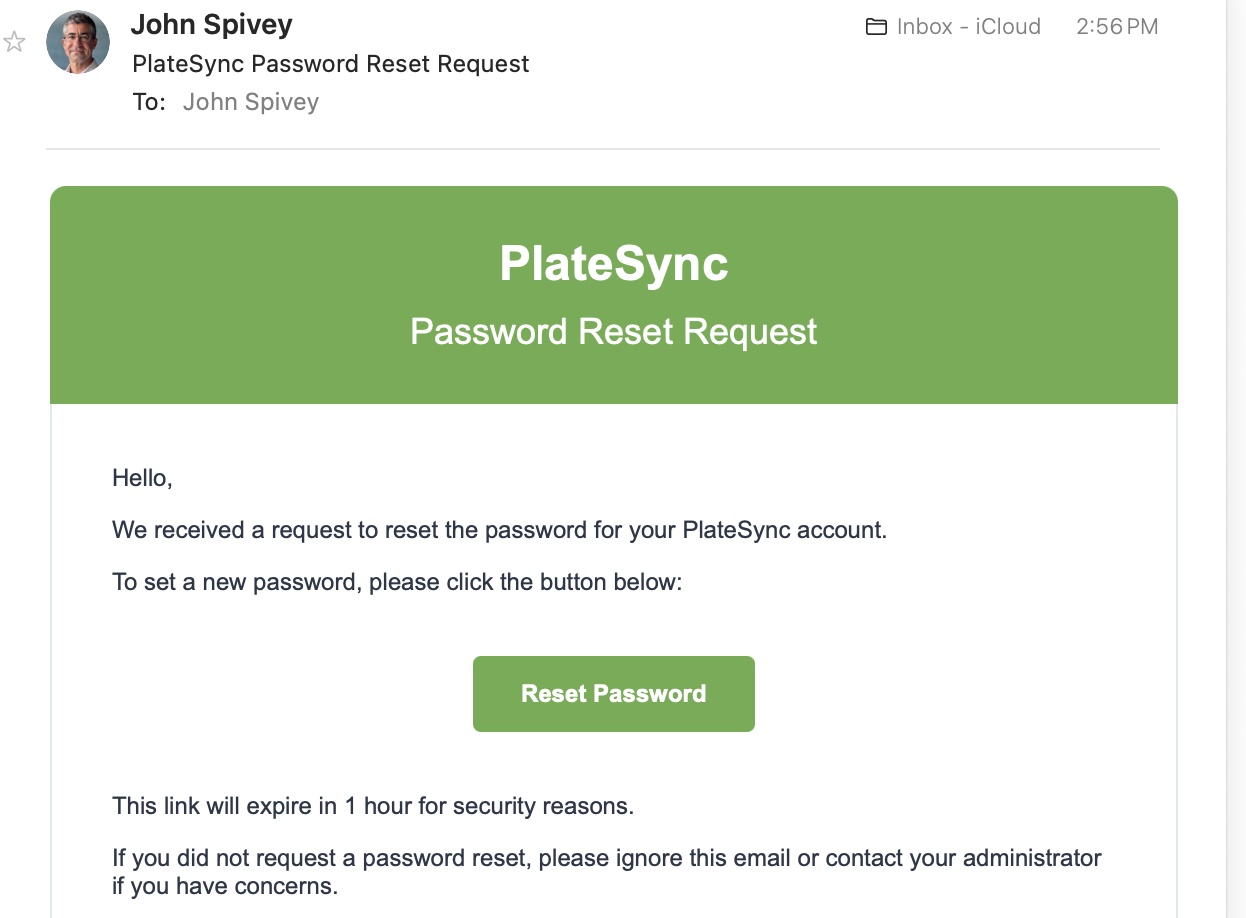 John Spivey
Inbox - iCloud
2:56 PM
PlateSync Password Reset Request
To: John Spivey
PlateSync
Password Reset Request
Hello,
We received a request to reset the password for your PlateSync account.
To set a new password, please click the button below:
Reset Password
This link will expire in 1 hour for security reasons.
If you did not request a password reset, please ignore this email or contact your administrator
if you have concerns.